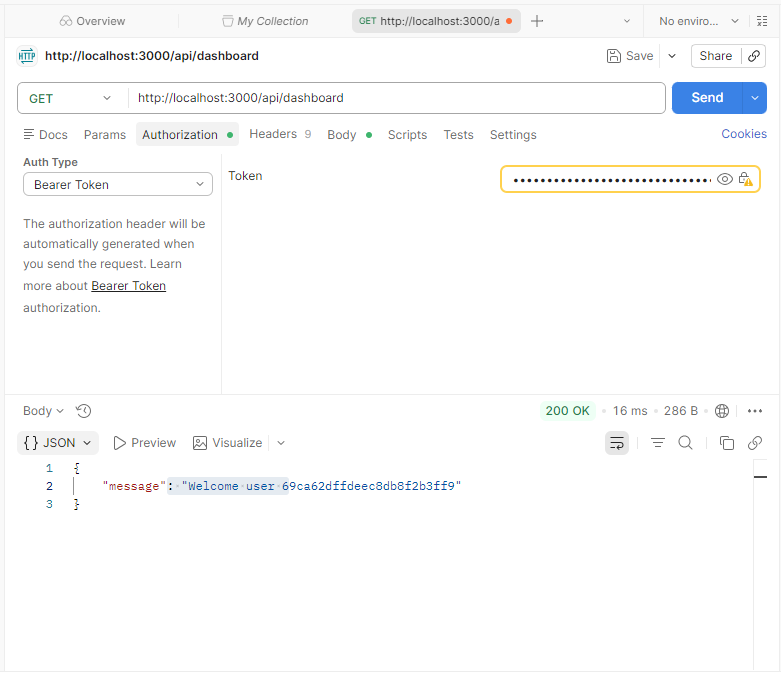 Overview My Collection GET http://localhost:3000/a No enviro...
HTTP http://localhost:3000/api/dashboard Save Share
GET http://localhost:3000/api/dashboard Send
Docs Params Authorization Headers 9 Body Scripts Tests Settings Cookies
Auth Type
Bearer Token
Token
The authorization header will be
automatically generated when
you send the request. Learn
more about Bearer Token
authorization.
Body 200 OK 16 ms 286 B
{} JSON Preview Visualize
1 {
2 "message": "Welcome user 69ca62dffdeec8db8f2b3ff9"
3 }